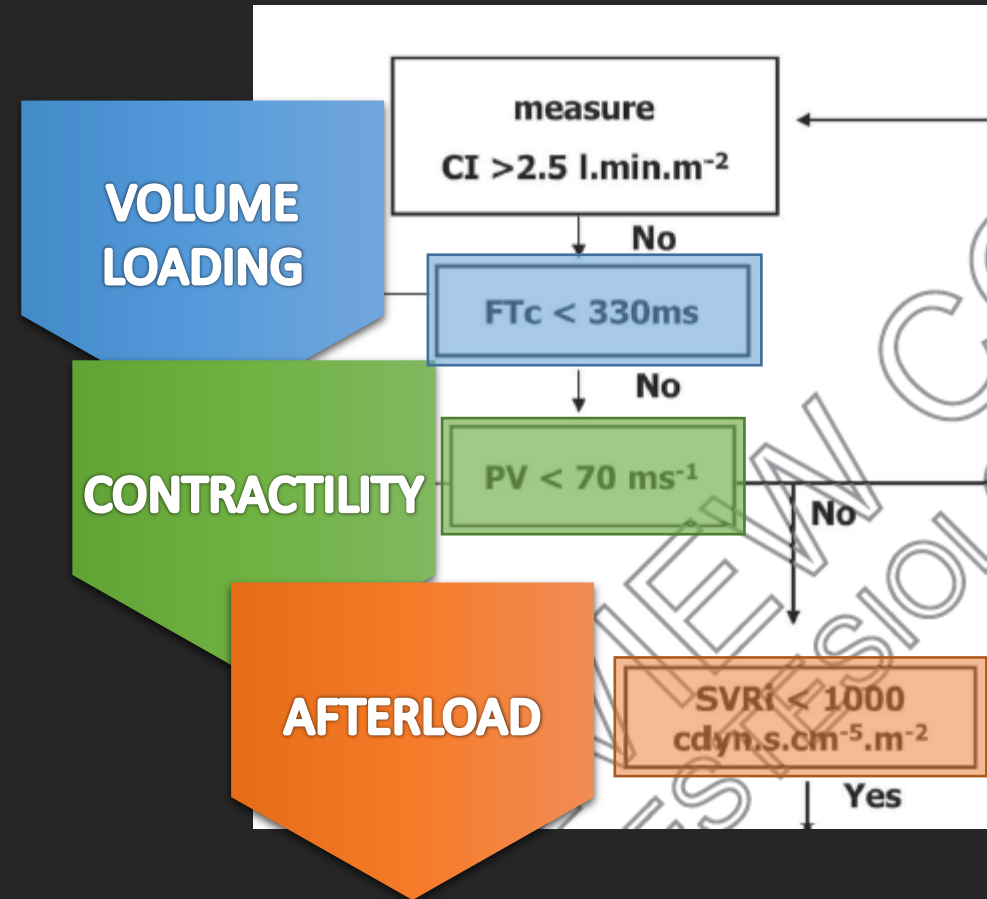 measure
CI >2.5 l.min.m⁻²
No
VOLUME
LOADING
FTc < 330ms
No
CONTRACTILITY
PV < 70 ms⁻¹
No
AFTERLOAD
SVRi < 1000
cdyn.s.cm⁻⁵.m⁻²
Yes